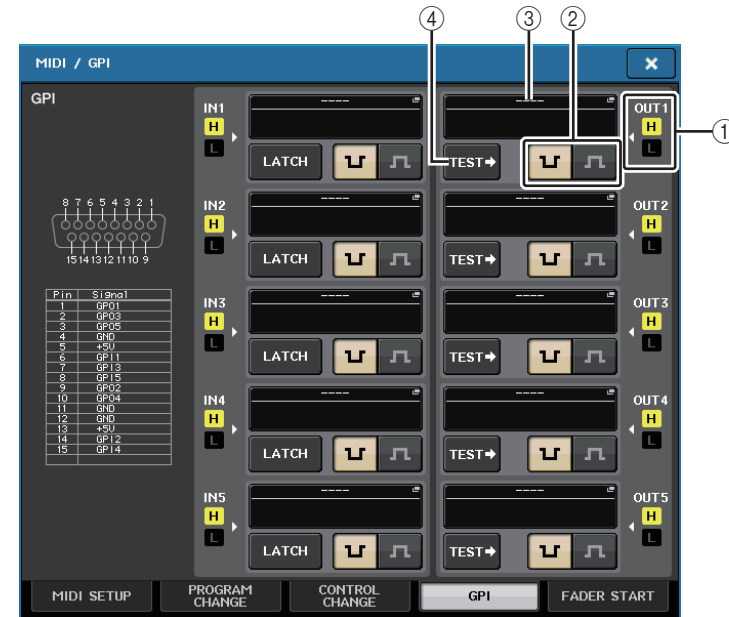 ④ ③ ②
MIDI / GPI
GPI
①
IN1
H
L
----
LATCH
----
TEST
OUT1
H
L
IN2
H
L
----
LATCH
----
TEST
OUT2
H
L
IN3
H
L
----
LATCH
----
TEST
OUT3
H
L
IN4
H
L
----
LATCH
----
TEST
OUT4
H
L
IN5
H
L
----
LATCH
----
TEST
OUT5
H
L
8 7 6 5 4 3 2 1
15 14 13 12 11 10 9
Pin Signal
1 GPO1
2 GPO3
3 GPO5
4 GND
5 +5V
6 GPI1
7 GPI3
8 GPI5
9 GPO2
10 GPO4
11 GND
12 GND
13 +5V
14 GPI2
15 GPI4
MIDI SETUP
PROGRAM
CHANGE
CONTROL
CHANGE
GPI
FADER START